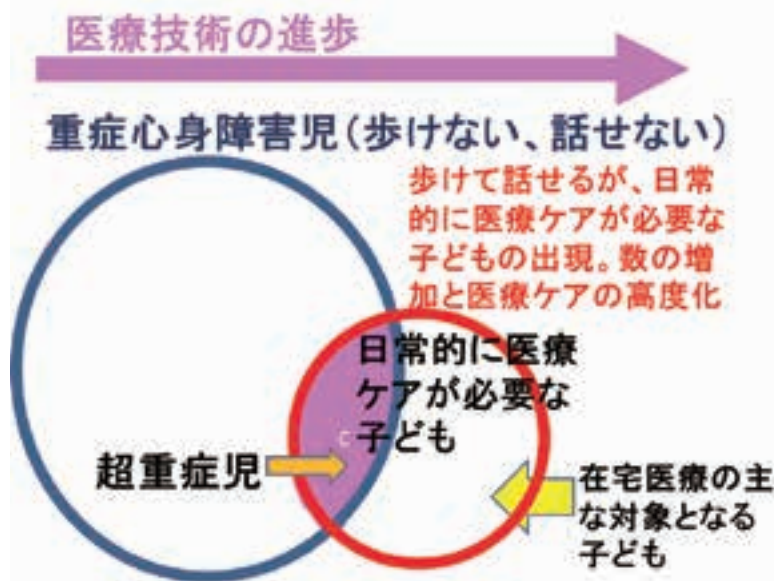 医療技術の進歩
重症心身障害児(歩けない、話せない)
歩けて話せるが、日常
的に医療ケアが必要な
子どもの出現。数の増
加と医療ケアの高度化
日常的に医療
ケアが必要な
子ども
超重症児
在宅医療の主
な対象となる
子ども